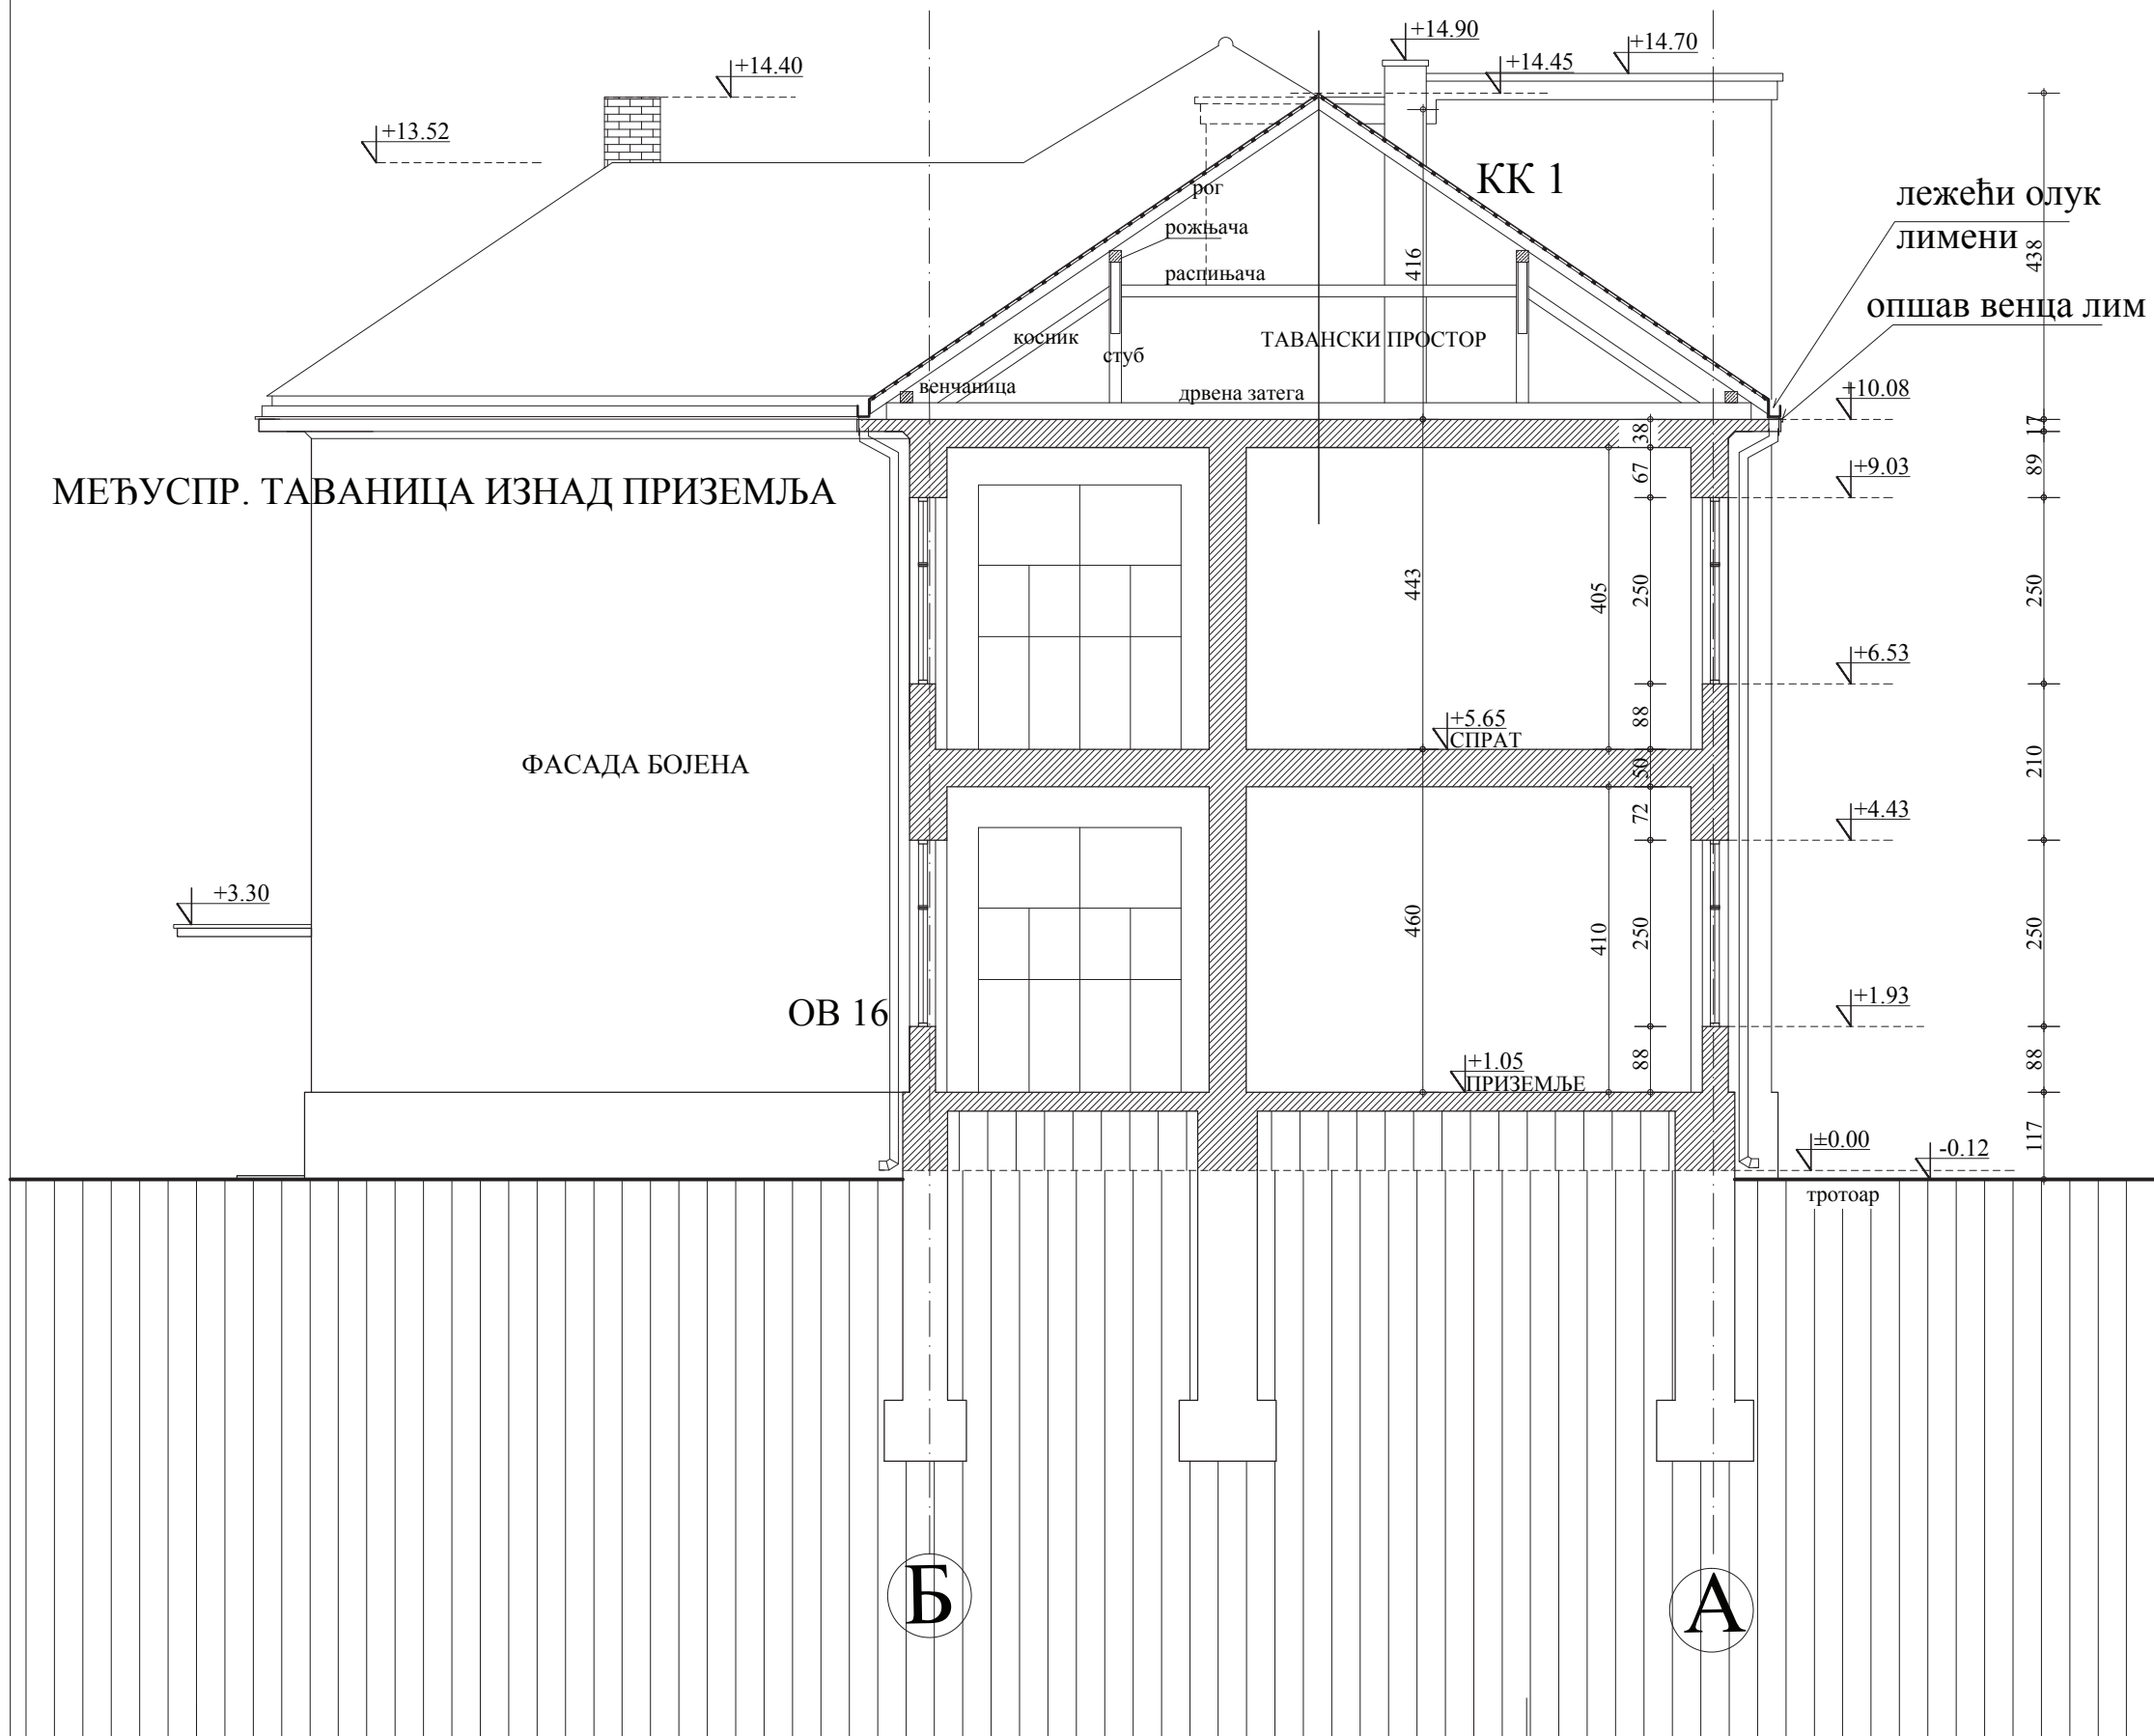 +14.90
+14.70
+14.45
+14.40
+13.52
КК 1
рог
рожњача
распињача
416
лежећи олук
лимени
438
опшав венца лим
косник
стуб
ТАВАНСКИ ПРОСТОР
венчаница
дрвена затега
+10.08
17
38
89
67
+9.03
МЕЂУСПР. ТАВАНИЦА ИЗНАД ПРИЗЕМЉА
443
405
250
250
+6.53
88
+5.65
СПРАТ
ФАСАДА БОЈЕНА
50
210
72
+4.43
+3.30
460
410
250
250
+1.93
ОВ 16
88
88
+1.05
ПРИЗЕМЉЕ
117
±0.00
-0.12
тротоар
Б
А